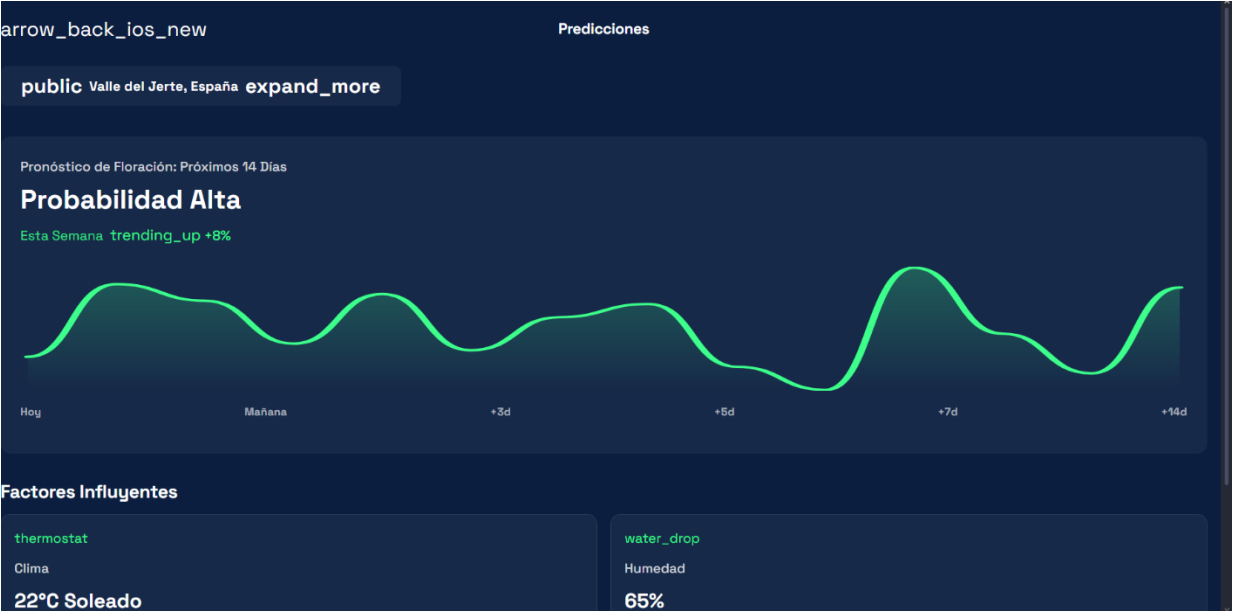 arrow_back_ios_new Predicciones
public Valle del Jerte, España expand_more
Pronóstico de Floración: Próximos 14 Días
Probabilidad Alta
Esta Semana trending_up +8%
Hoy Mañana +3d +5d +7d +14d
Factores Influyentes
thermostat
Clima
22°C Soleado
water_drop
Humedad
65%